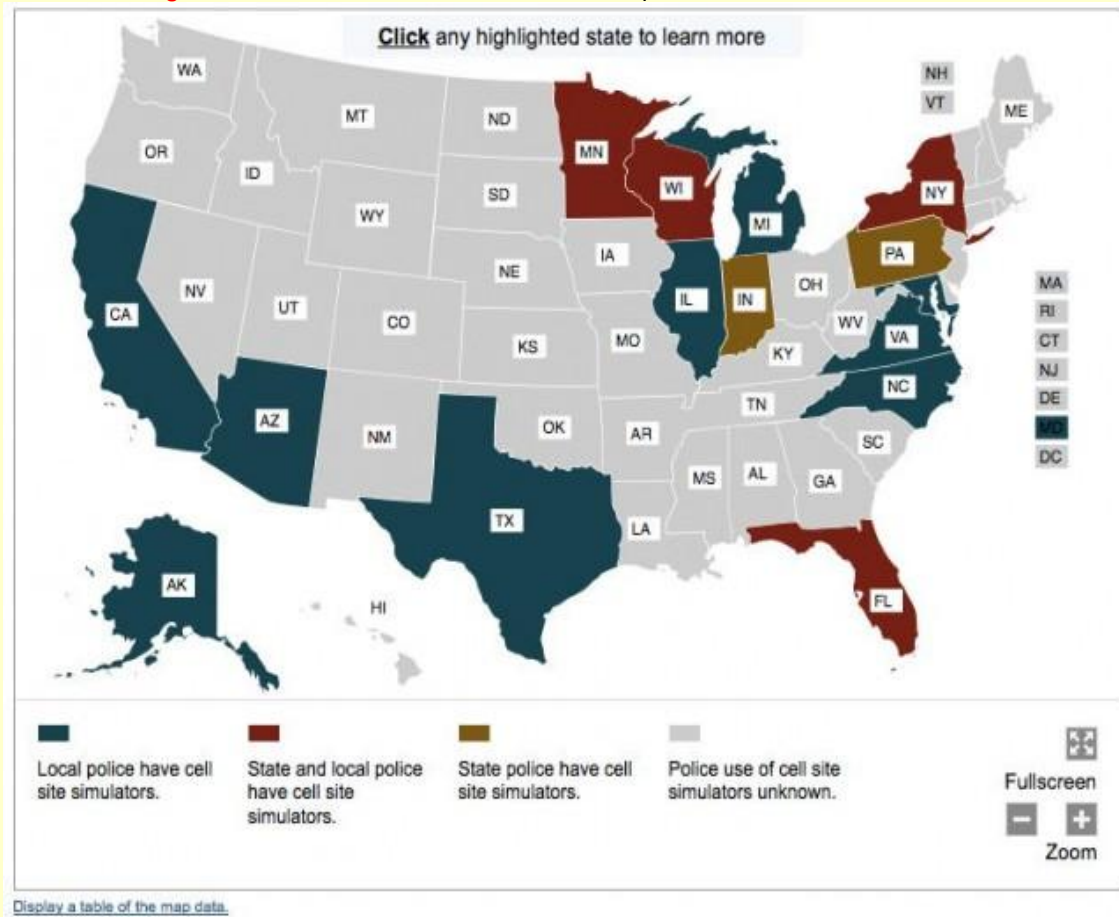 Click any highlighted state to learn more
WA
MT
ND
MN
NH
VT
ME
OR
ID
SD
WI
NY
WY
MI
IA
PA
NE
OH
MA
NV
IL
IN
RI
UT
CA
CO
WV
VA
CT
MO
KS
KY
NJ
NC
DE
TN
AZ
OK
AR
MD
NM
SC
DC
MS
AL
GA
TX
LA
AK
HI
FL
Local police have cell
site simulators.
State and local police
have cell site
simulators.
State police have cell
site simulators.
Police use of cell site
simulators unknown.
Fullscreen
Zoom
Display a table of the map data.